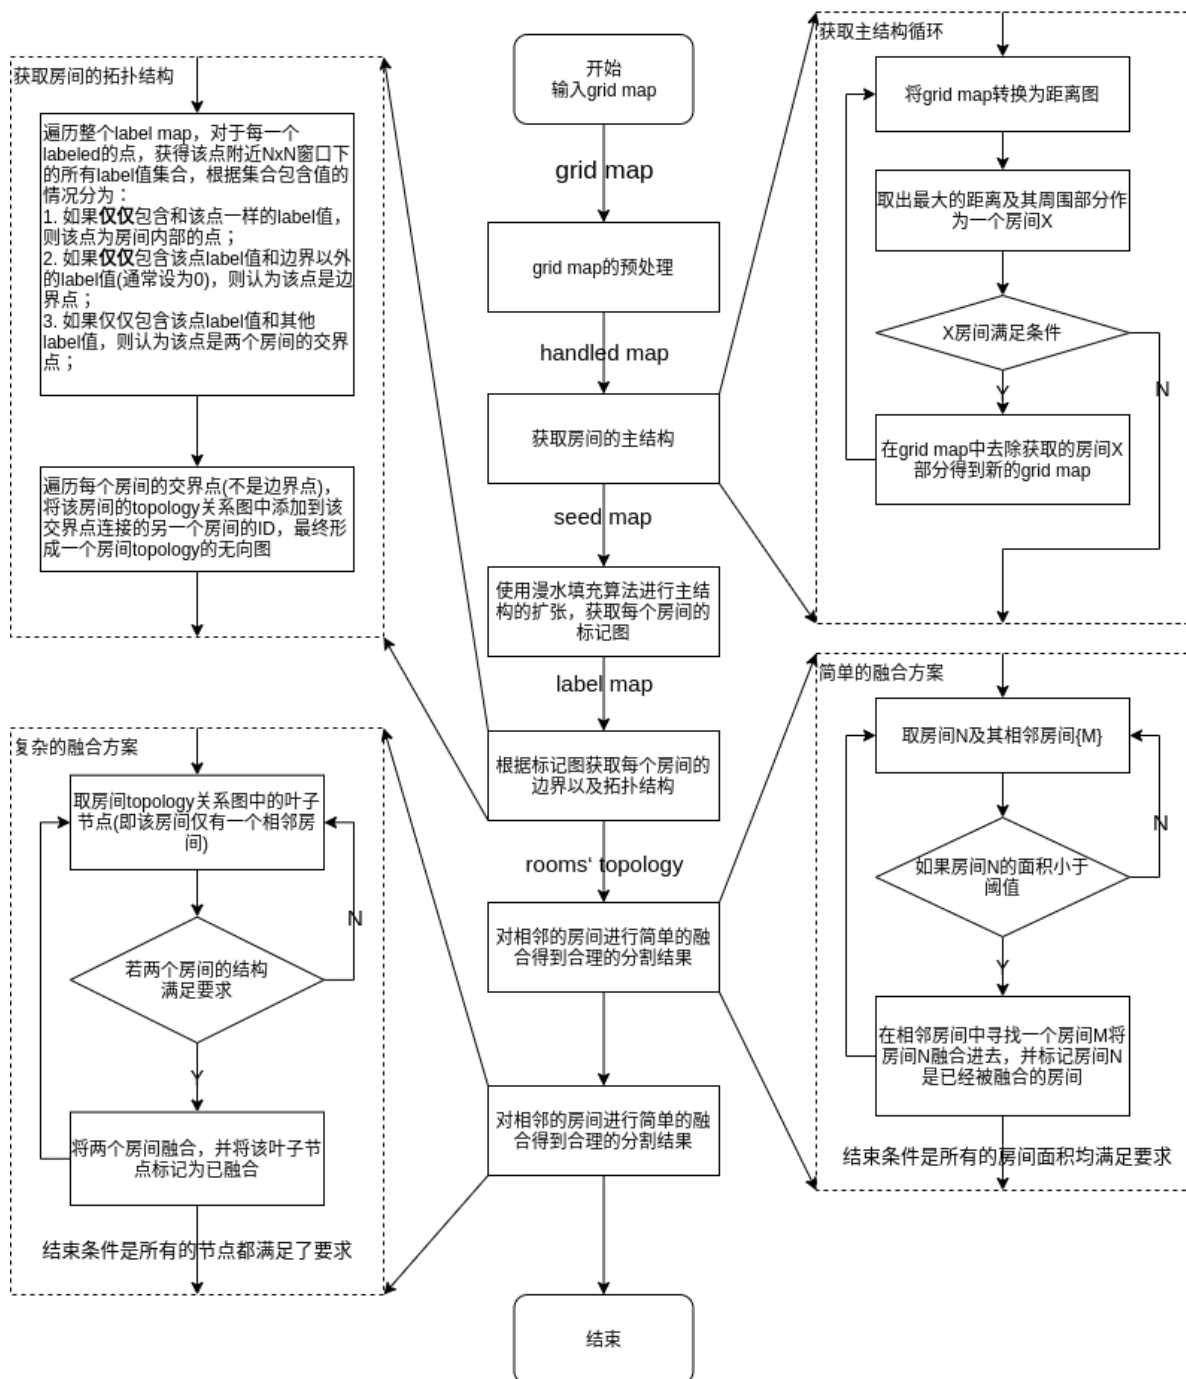 开始
输入grid map
grid map
grid map的预处理
handled map
获取房间的主结构
seed map
使用漫水填充算法进行主结
构的扩张，获取每个房间的
标记图
label map
根据标记图获取每个房间的
边界以及拓扑结构
rooms‘ topology
对相邻的房间进行简单的融
合得到合理的分割结果
对相邻的房间进行简单的融
合得到合理的分割结果
结束
获取主结构循环
将grid map转换为距离图
取出最大的距离及其周围部分作
为一个房间X
X房间满足条件
N
Y
在grid map中去除获取的房间X
部分得到新的grid map
获取房间的拓扑结构
遍历整个label map，对于每一个
labeled的点，获得该点附近NxN窗口下
的所有label值集合，根据集合包含值的
情况分为：
1. 如果仅仅包含和该点一样的label值，
则该点为房间内部的点；
2. 如果仅仅包含该点label值和边界以外
的label值(通常设为0)，则认为该点是边
界点；
3. 如果仅仅包含该点label值和其他
label值，则认为该点是两个房间的交界
点；
遍历每个房间的交界点(不是边界点)，
将该房间的topology关系图中添加到该
交界点连接的另一个房间的ID，最终形
成一个房间topology的无向图
简单的融合方案
取房间N及其相邻房间{M}
N
如果房间N的面积小于
阈值
Y
在相邻房间中寻找一个房间M将
房间N融合进去，并标记房间N
是已经被融合的房间
结束条件是所有的房间面积均满足要求
复杂的融合方案
取房间topology关系图中的叶子
节点(即该房间仅有一个相邻房
间)
N
若两个房间的结构
满足要求
Y
将两个房间融合，并将该叶子节
点标记为已融合
结束条件是所有的节点都满足了要求